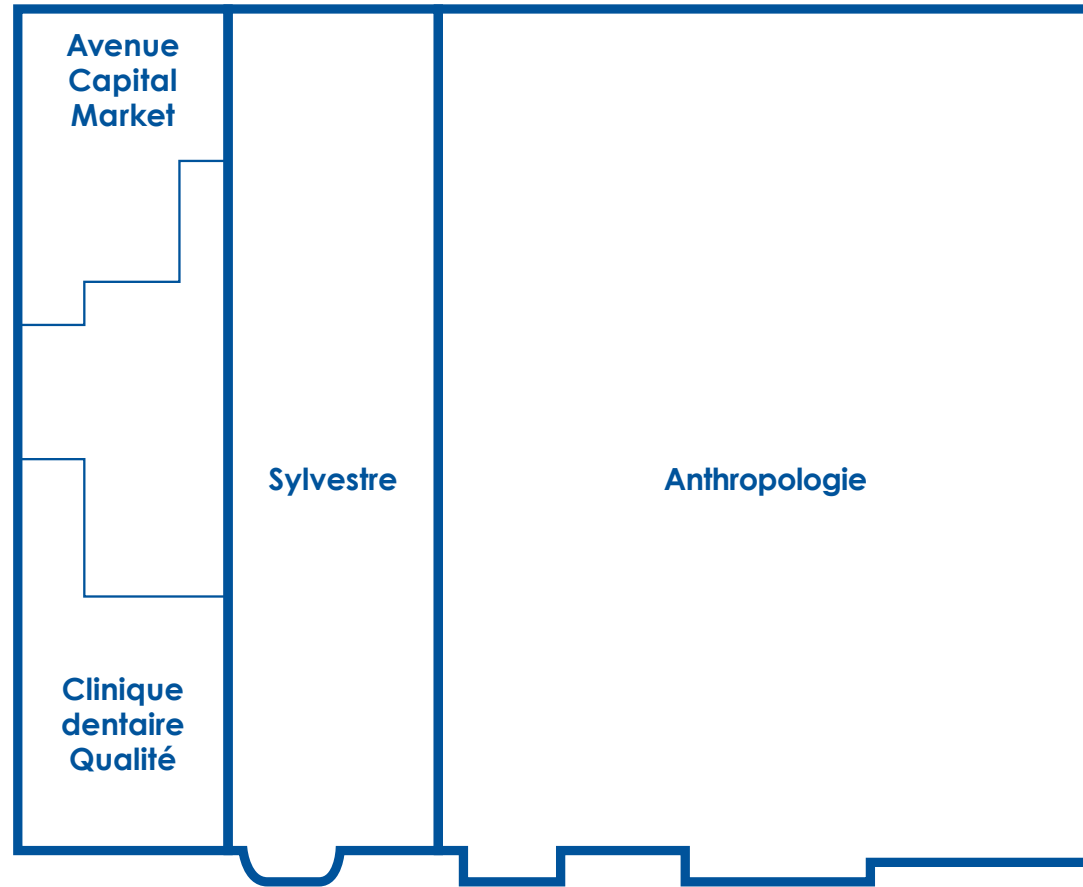 Avenue
Capital
Market
Sylvestre
Anthropologie
Clinique
dentaire
Qualité